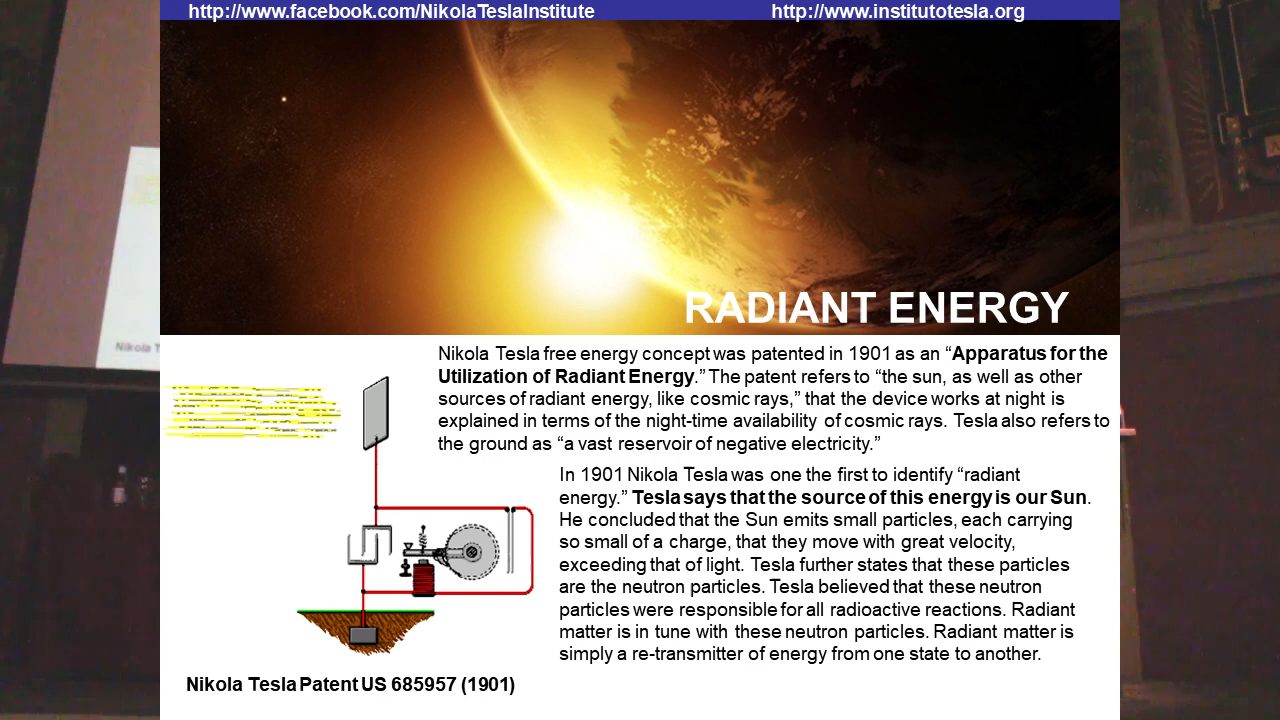 http://www.facebook.com/NikolaTeslaInstitute http://www.institutotesla.org
RADIANT ENERGY
Nikola Tesla free energy concept was patented in 1901 as an “Apparatus for the
Utilization of Radiant Energy.” The patent refers to “the sun, as well as other
sources of radiant energy, like cosmic rays,” that the device works at night is
explained in terms of the night-time availability of cosmic rays. Tesla also refers to
the ground as “a vast reservoir of negative electricity.”
In 1901 Nikola Tesla was one the first to identify “radiant
energy.” Tesla says that the source of this energy is our Sun.
He concluded that the Sun emits small particles, each carrying
so small of a charge, that they move with great velocity,
exceeding that of light. Tesla further states that these particles
are the neutron particles. Tesla believed that these neutron
particles were responsible for all radioactive reactions. Radiant
matter is in tune with these neutron particles. Radiant matter is
simply a re-transmitter of energy from one state to another.
Nikola Tesla Patent US 685957 (1901)
Nikola T